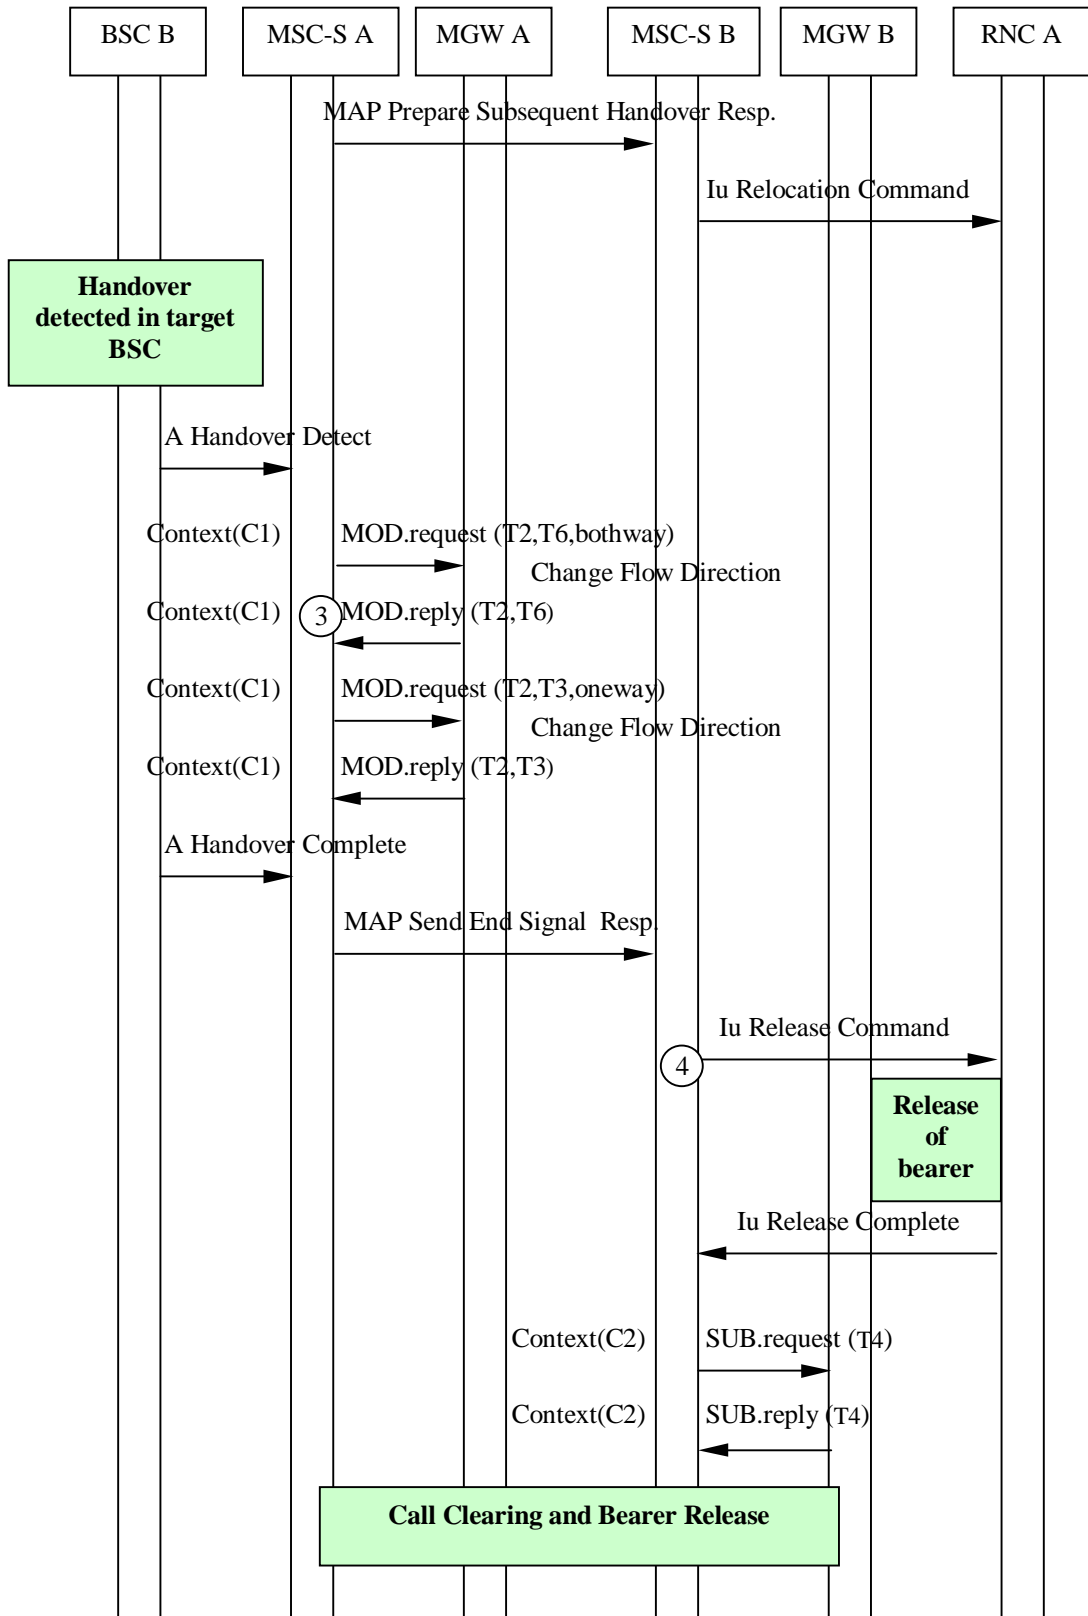 BSC B
MSC-S A
MGW A
MSC-S B
MGW B
RNC A
MAP Prepare Subsequent Handover Resp.
Iu Relocation Command
Handover
detected in target
BSC
A Handover Detect
Context(C1)
MOD.request (T2,T6,bothway)
Change Flow Direction
Context(C1)
3
MOD.reply (T2,T6)
Context(C1)
MOD.request (T2,T3,oneway)
Change Flow Direction
Context(C1)
MOD.reply (T2,T3)
A Handover Complete
MAP Send End Signal  Resp.
Iu Release Command
4
Release
of
bearer
Iu Release Complete
Context(C2)
SUB.request (T4)
Context(C2)
SUB.reply (T4)
Call Clearing and Bearer Release